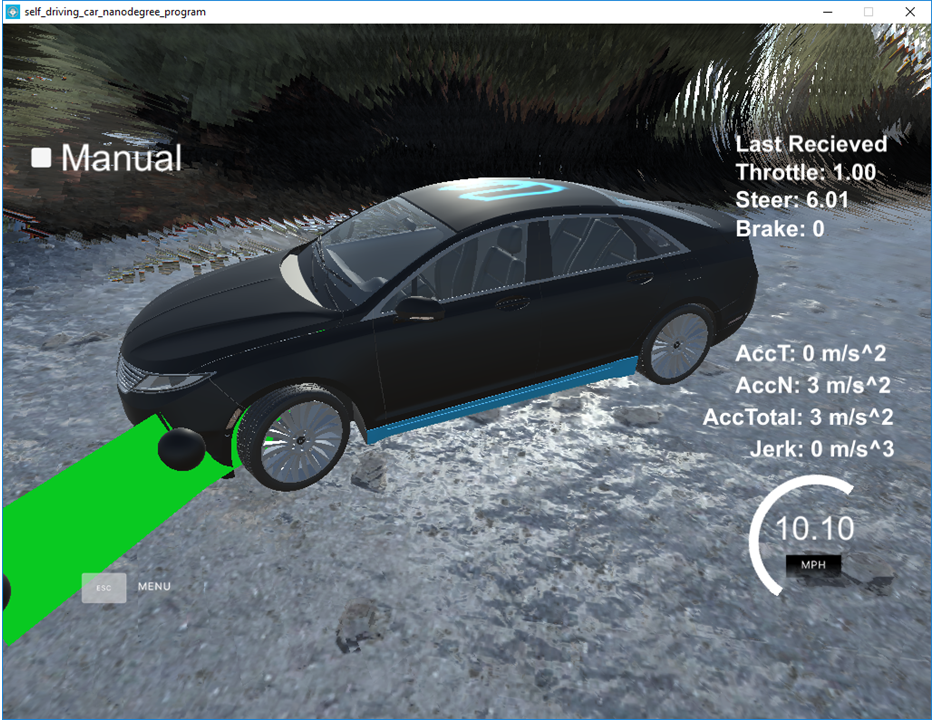 self_driving_car_nanodegree_program
Manual
Last Recieved
Throttle: 1.00
Steer: 6.01
Brake: 0
AccT: 0 m/s^2
AccN: 3 m/s^2
AccTotal: 3 m/s^2
Jerk: 0 m/s^3
10.10
MPH
ESC
MENU